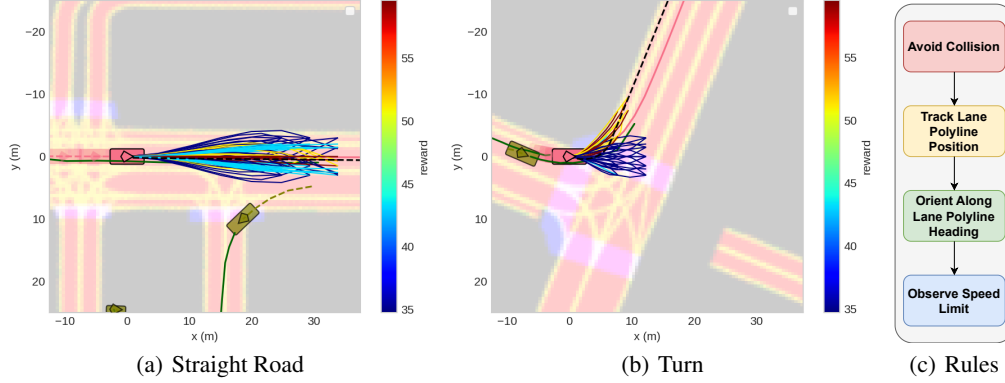 −20
−10
0
10
20
y (m)
−10
0
10
20
30
x (m)
55
50
45
40
35
reward
(a) Straight Road
−20
−10
0
10
20
y (m)
−10
0
10
20
30
x (m)
55
50
45
40
35
reward
(b) Turn
Avoid Collision
Track Lane
Polyline
Position
Orient Along
Lane Polyline
Heading
Observe Speed
Limit
(c) Rules